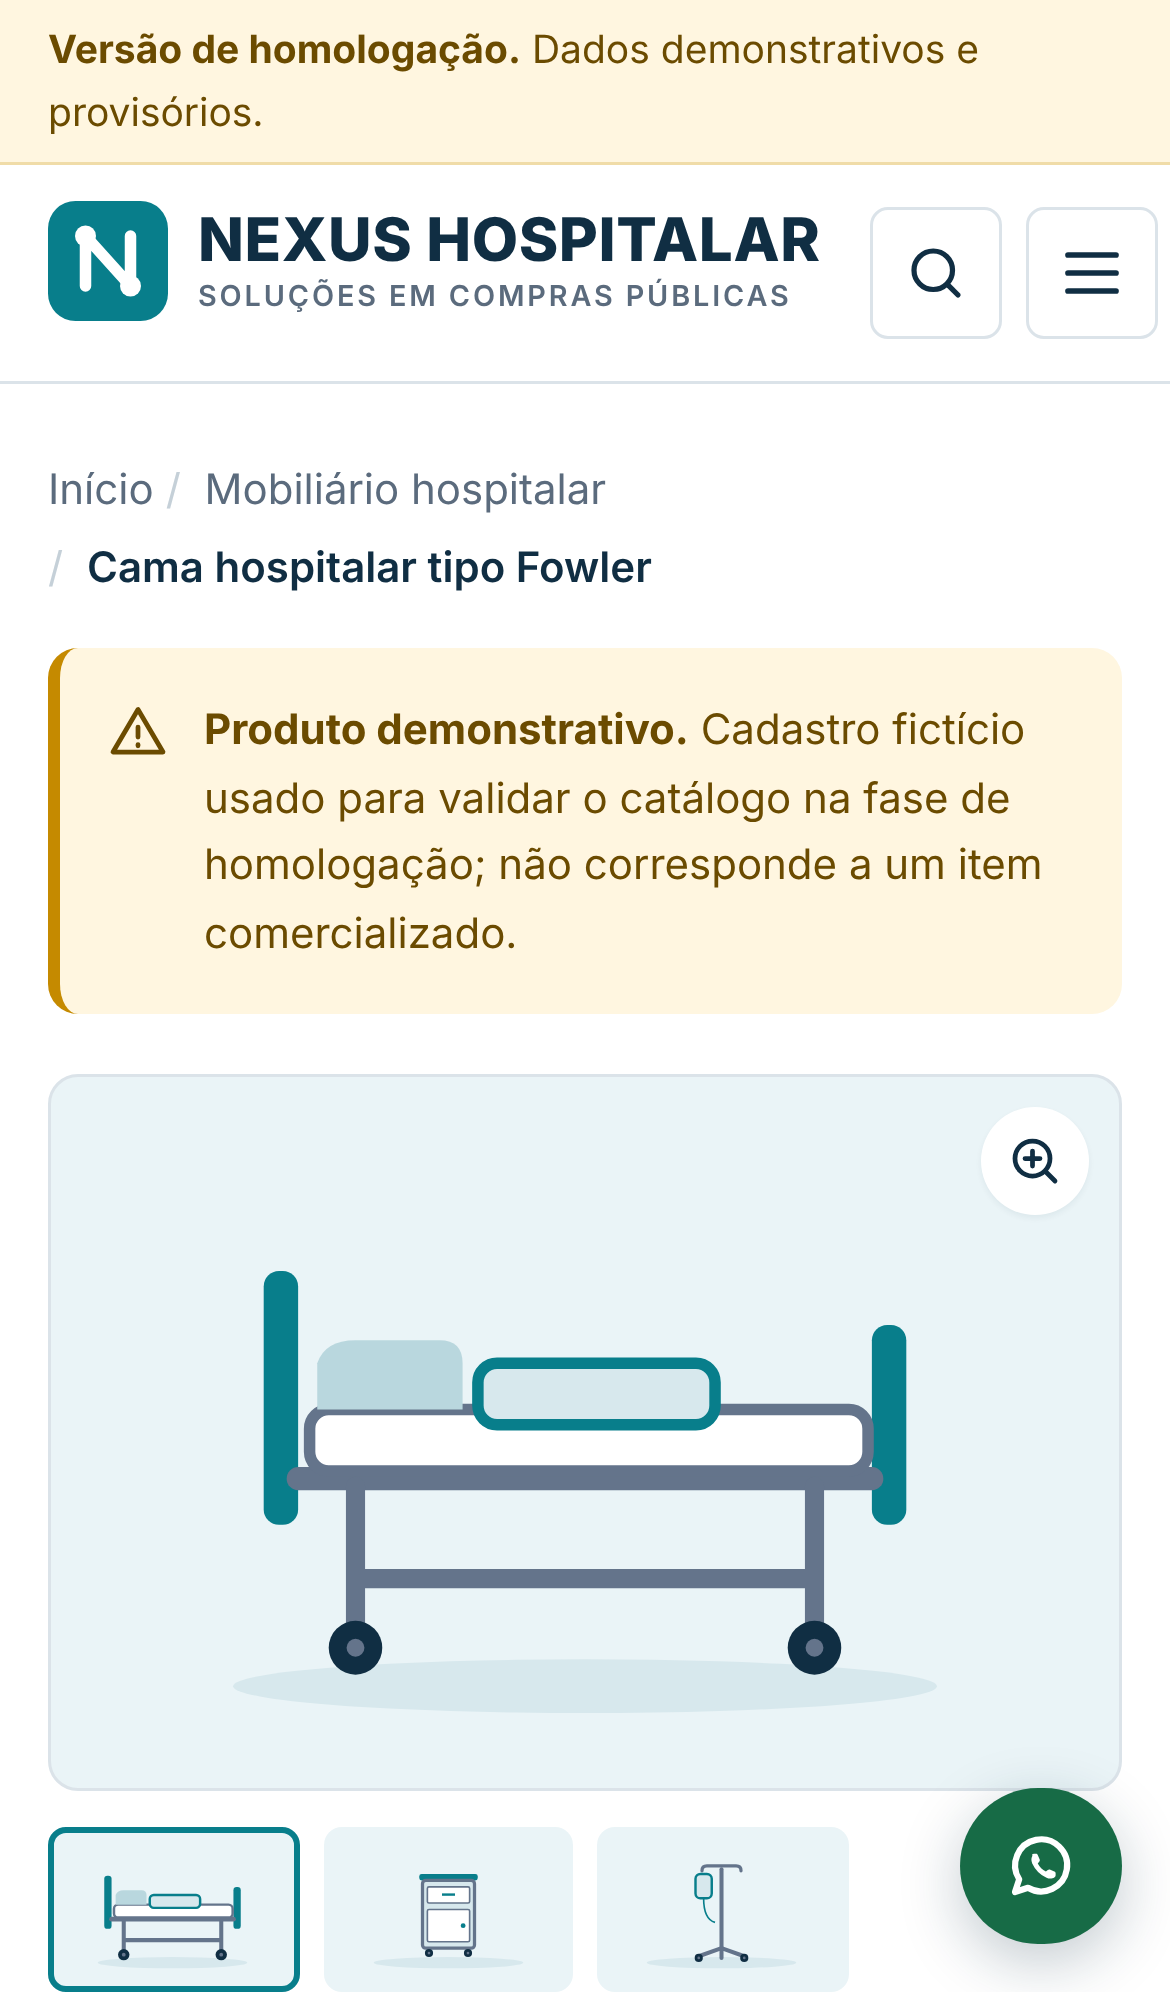 Versão de homologação. Dados demonstrativos e
provisórios.
NEXUS HOSPITALAR
SOLUÇÕES EM COMPRAS PÚBLICAS
Início / Mobiliário hospitalar
/ Cama hospitalar tipo Fowler
Produto demonstrativo. Cadastro fictício
usado para validar o catálogo na fase de
homologação; não corresponde a um item
comercializado.